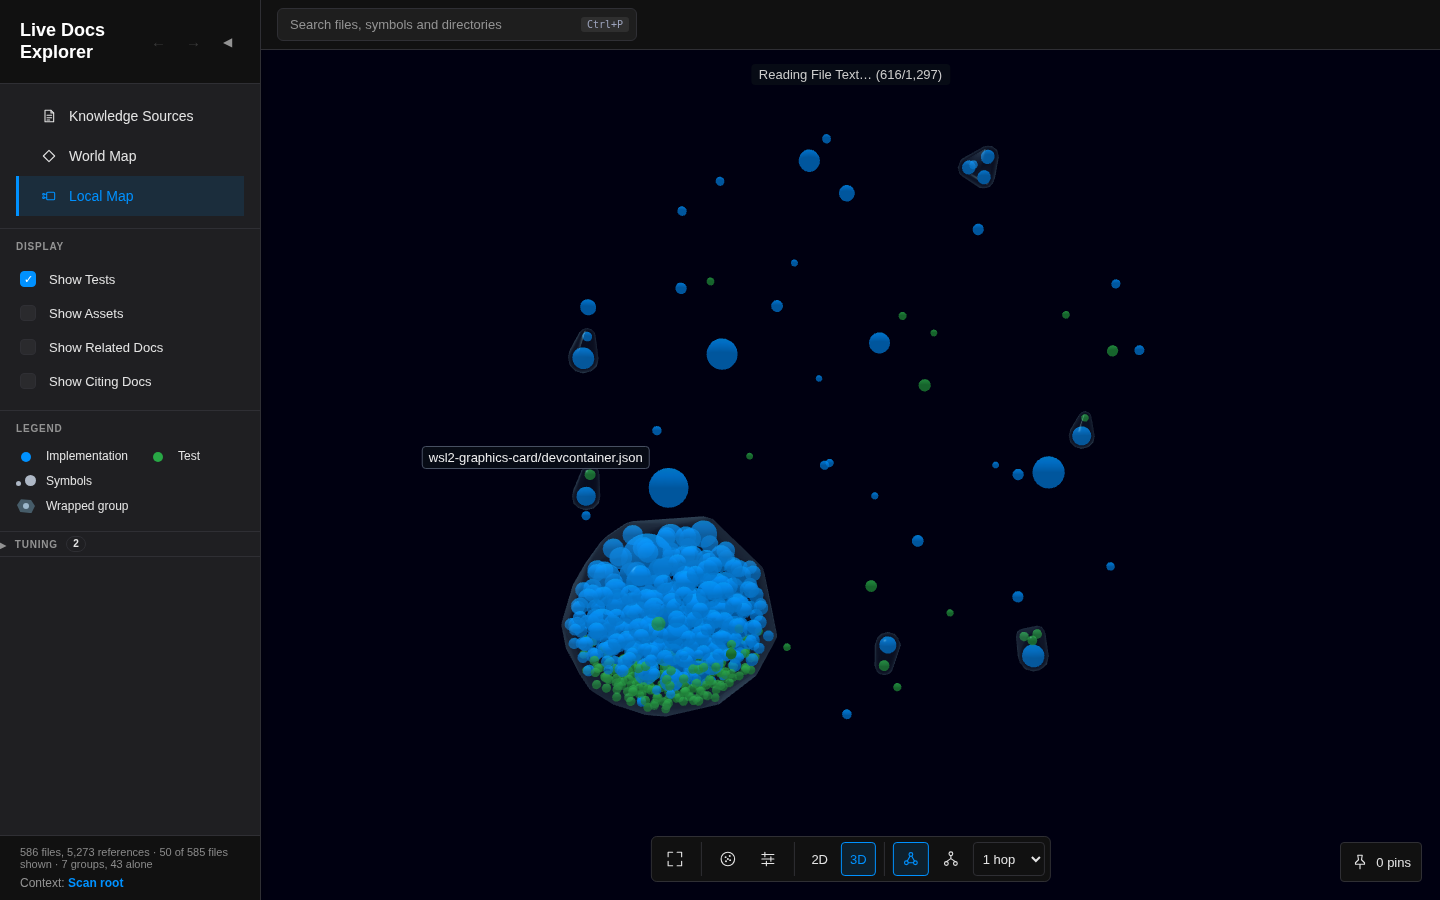 Live Docs
Explorer
Search files, symbols and directories
Ctrl+P
Knowledge Sources
World Map
Local Map
DISPLAY
Show Tests
Show Assets
Show Related Docs
Show Citing Docs
LEGEND
Implementation
Test
Symbols
Wrapped group
TUNING 2
586 files, 5,273 references · 50 of 585 files
shown · 7 groups, 43 alone
Context: Scan root
Reading File Text… (616/1,297)
wsl2-graphics-card/devcontainer.json
2D
3D
1 hop
0 pins